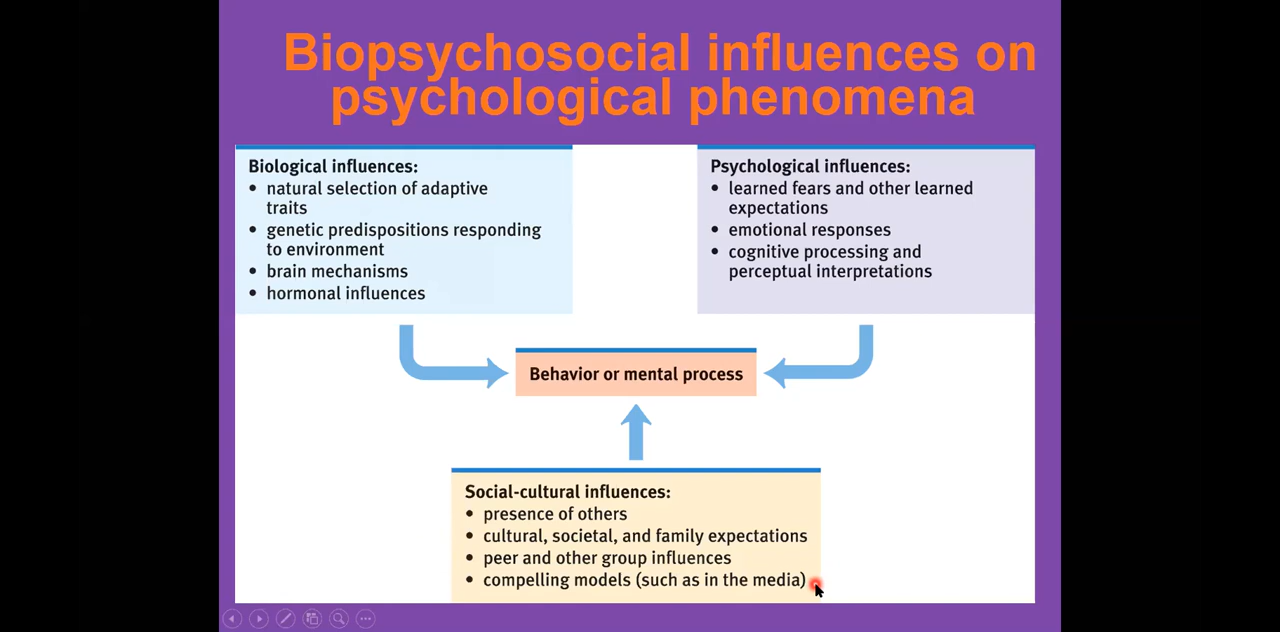 Biopsychosocial influences on
psychological phenomena
Biological influences:
• natural selection of adaptive
traits
• genetic predispositions responding
to environment
• brain mechanisms
• hormonal influences
Psychological influences:
• learned fears and other learned
expectations
• emotional responses
• cognitive processing and
perceptual interpretations
Behavior or mental process
Social-cultural influences:
• presence of others
• cultural, societal, and family expectations
• peer and other group influences
• compelling models (such as in the media)